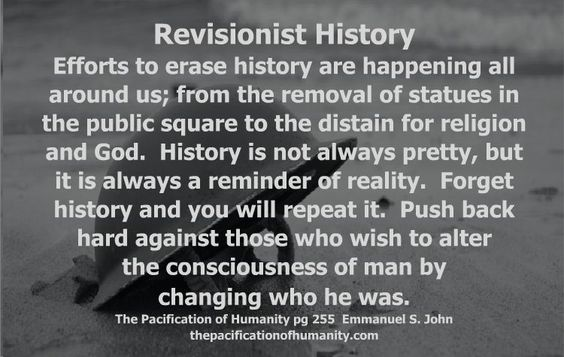 Revisionist History
Efforts to erase history are happening all
around us; from the removal of statues in
the public square to the distain for religion
and God.  History is not always pretty, but
it is always a reminder of reality.  Forget
history and you will repeat it.  Push back
hard against those who wish to alter
the consciousness of man by
changing who he was.
The Pacification of Humanity pg 255  Emmanuel S. John
thepacificationofhumanity.com